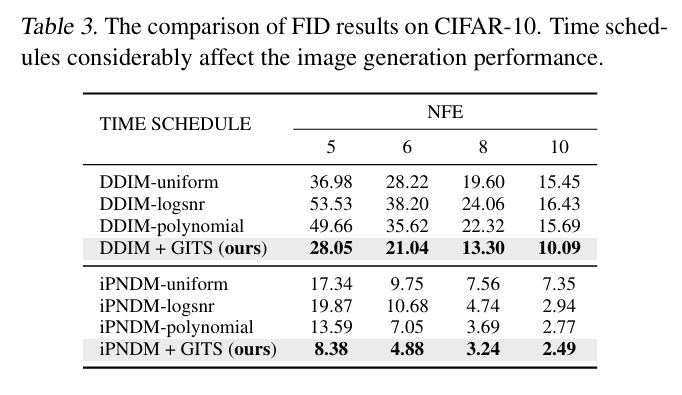 Table 3. The comparison of FID results on CIFAR-10. Time sched-
ules considerably affect the image generation performance.
TIME SCHEDULE NFE
5 6 8 10
DDIM-uniform 36.98 28.22 19.60 15.45
DDIM-logsnr 53.53 38.20 24.06 16.43
DDIM-polynomial 49.66 35.62 22.32 15.69
DDIM + GITS (ours) 28.05 21.04 13.30 10.09
iPNDM-uniform 17.34 9.75 7.56 7.35
iPNDM-logsnr 19.87 10.68 4.74 2.94
iPNDM-polynomial 13.59 7.05 3.69 2.77
iPNDM + GITS (ours) 8.38 4.88 3.24 2.49